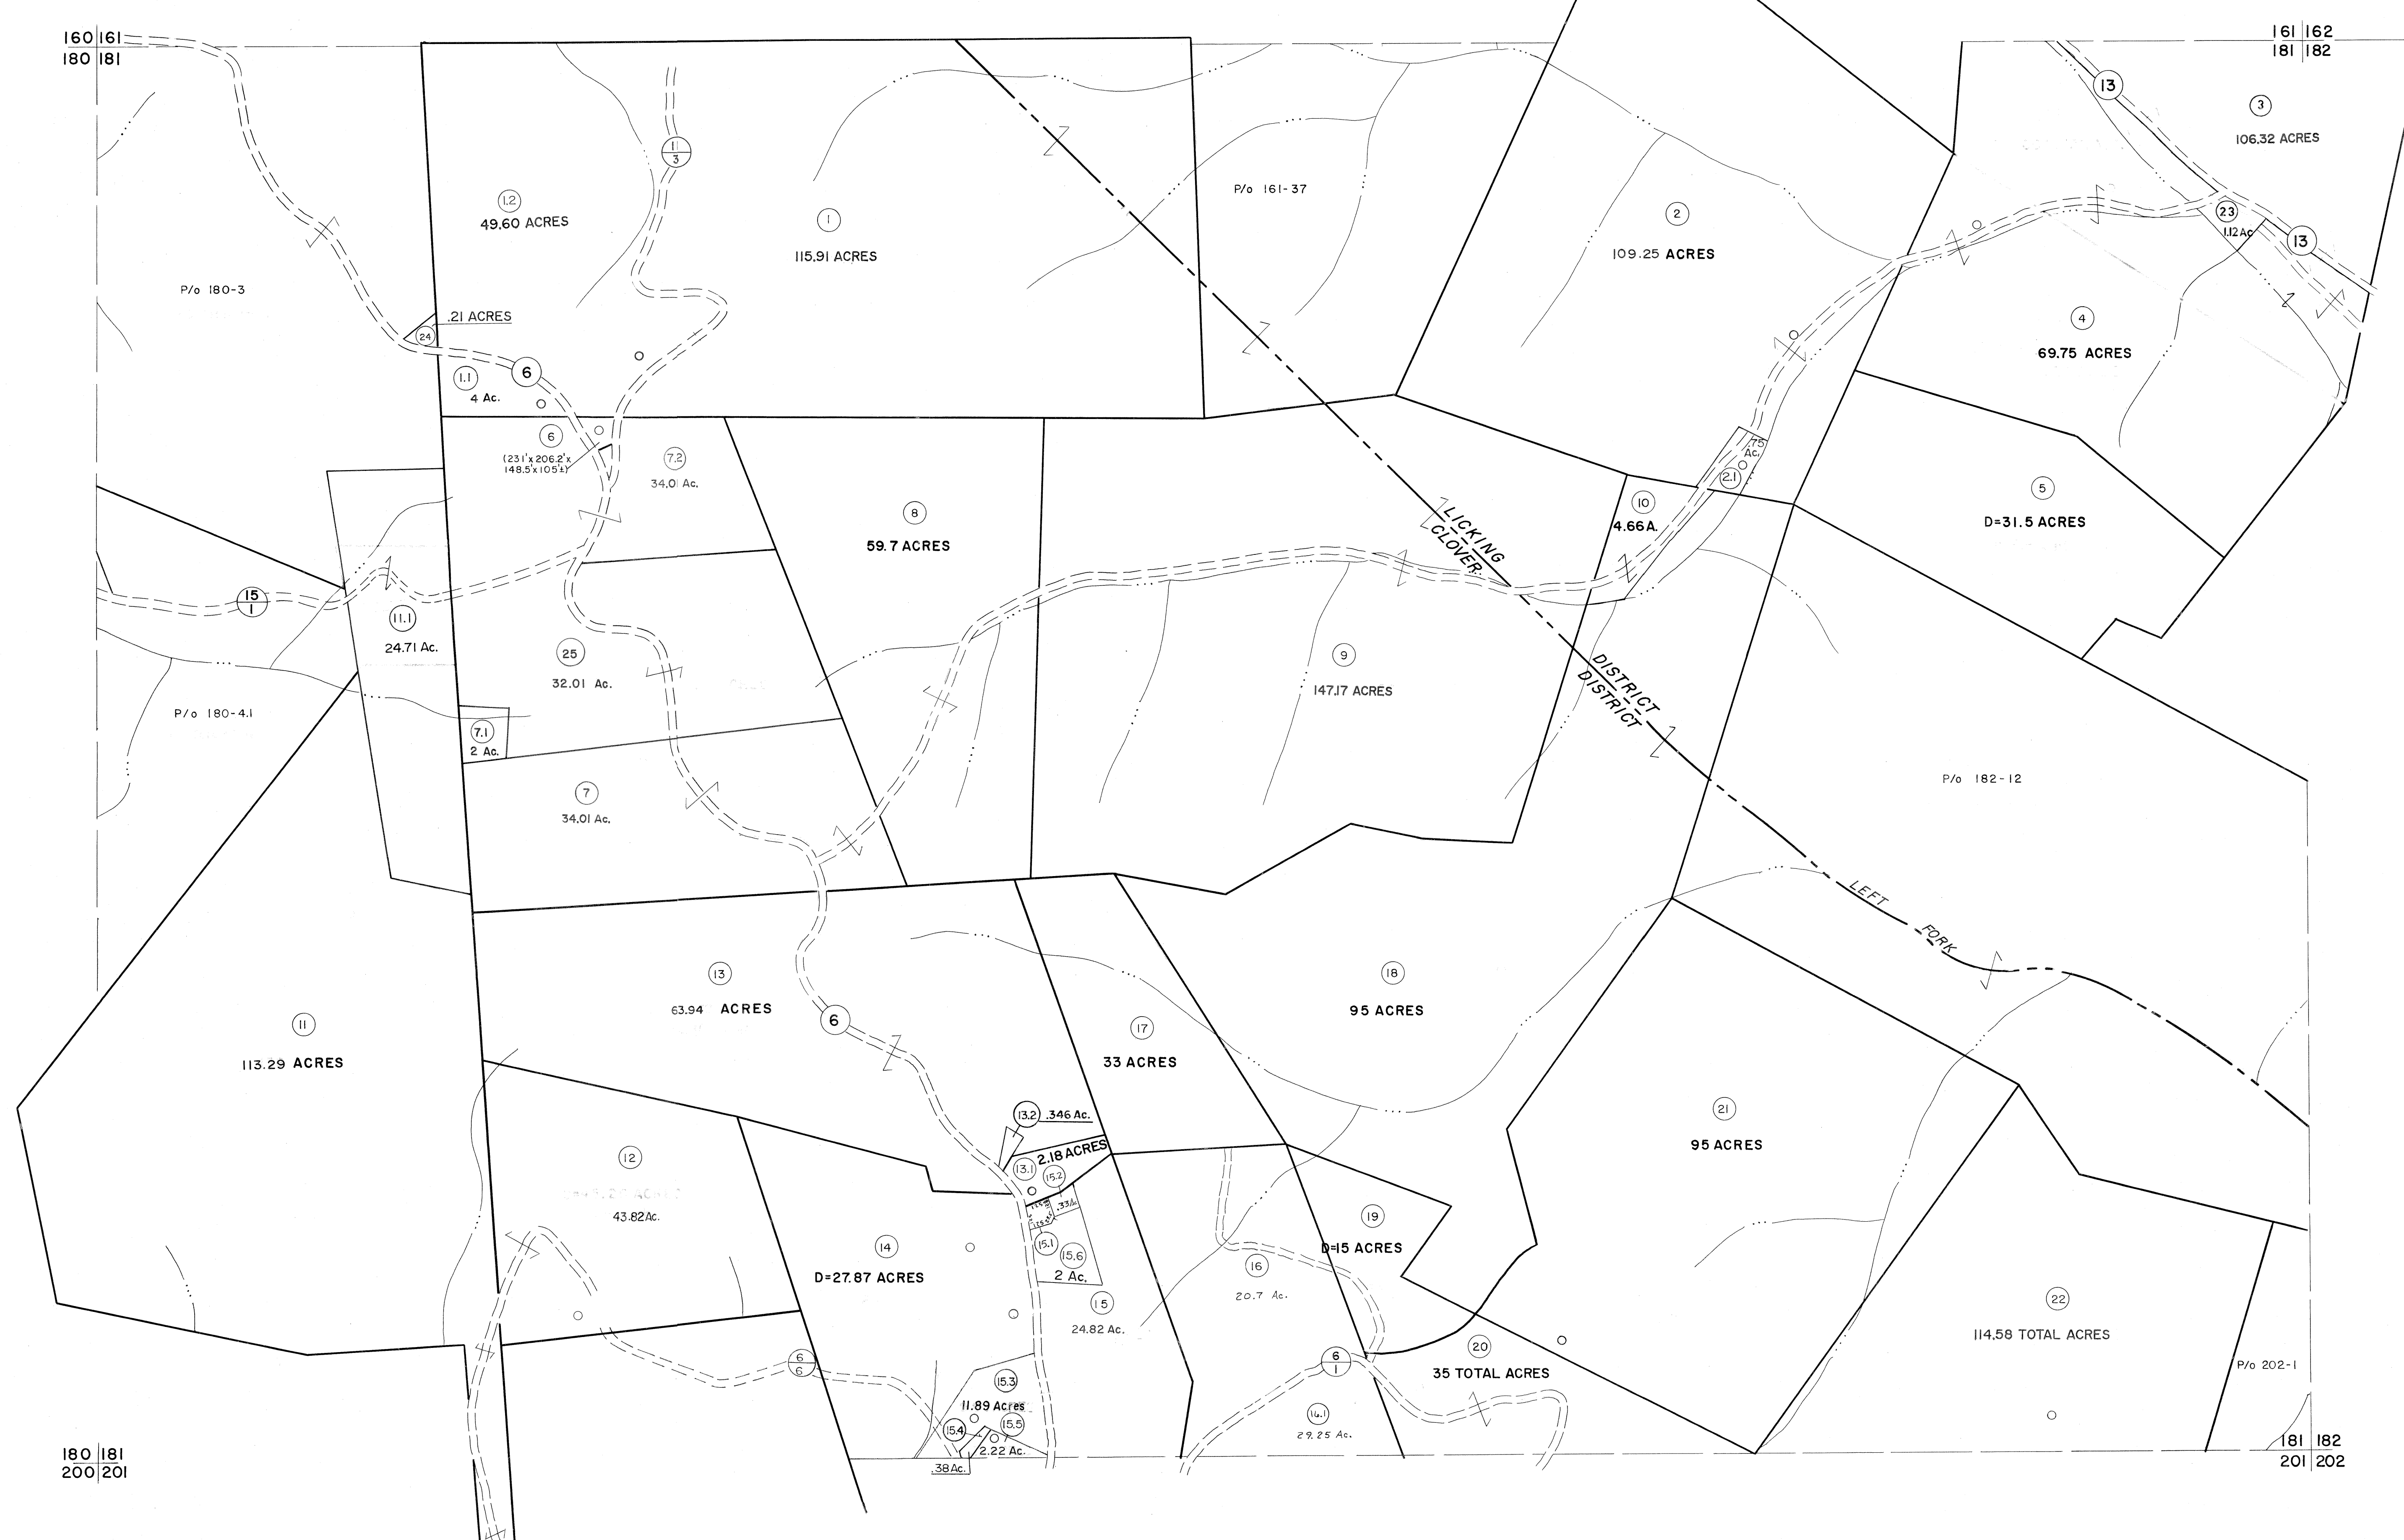 160 161
180 181
161 162
181 182
13
3
106.32 ACRES
11
3
1.2
49.60 ACRES
1
115.91 ACRES
P/o 161-37
2
109.25 ACRES
23
1.12 Ac
13
P/o 180-3
.21 ACRES
24
4
69.75 ACRES
6
1.1
4 Ac.
6
(231'x 206.2'x
148.5'x105'±)
7.2
34.01 Ac.
.75
Ac.
2.1
8
59.7 ACRES
10
4.66A.
5
D=31.5 ACRES
LICKING
CLOVER
15
1
11.1
24.71 Ac.
25
32.01 Ac.
9
147.17 ACRES
DISTRICT
DISTRICT
P/o 180-4.1
7.1
2 Ac.
7
34.01 Ac.
P/o 182-12
LEFT FORK
13
63.94 ACRES
6
18
95 ACRES
11
113.29 ACRES
17
33 ACRES
13.2 .346 Ac.
21
95 ACRES
2.18 ACRES
13.1
15.2
.33Ac
12
43.82Ac.
15.1
15.6
2 Ac.
14
D=27.87 ACRES
19
D=15 ACRES
16
20.7 Ac.
15
24.82 Ac.
22
114.58 TOTAL ACRES
6
6
6
1
20
35 TOTAL ACRES
P/o 202-1
15.3
11.89 Acres
15.4
15.5
2.22 Ac.
.38Ac.
16.1
29.25 Ac.
180 181
200 201
181 182
201 202